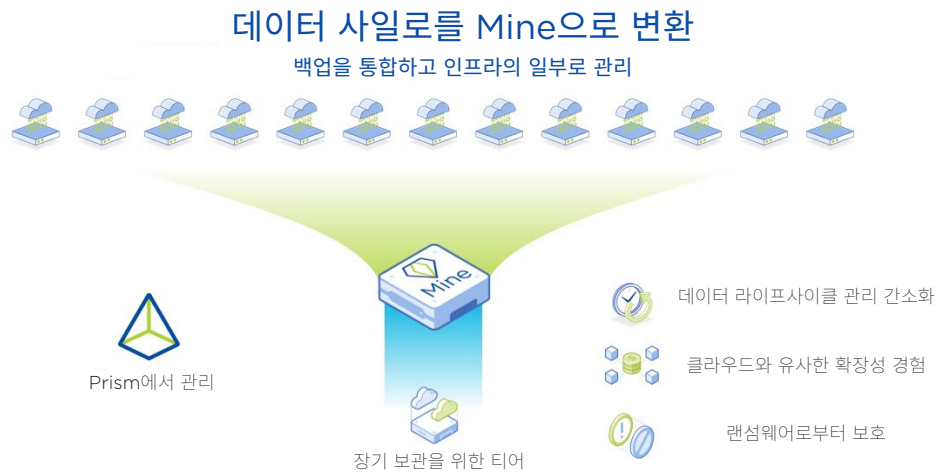 데이터 사일로를 Mine으로 변환
백업을 통합하고 인프라의 일부로 관리
Mine
데이터 라이프사이클 관리 간소화
클라우드와 유사한 확장성 경험
Prism에서 관리
랜섬웨어로부터 보호
장기 보관을 위한 티어